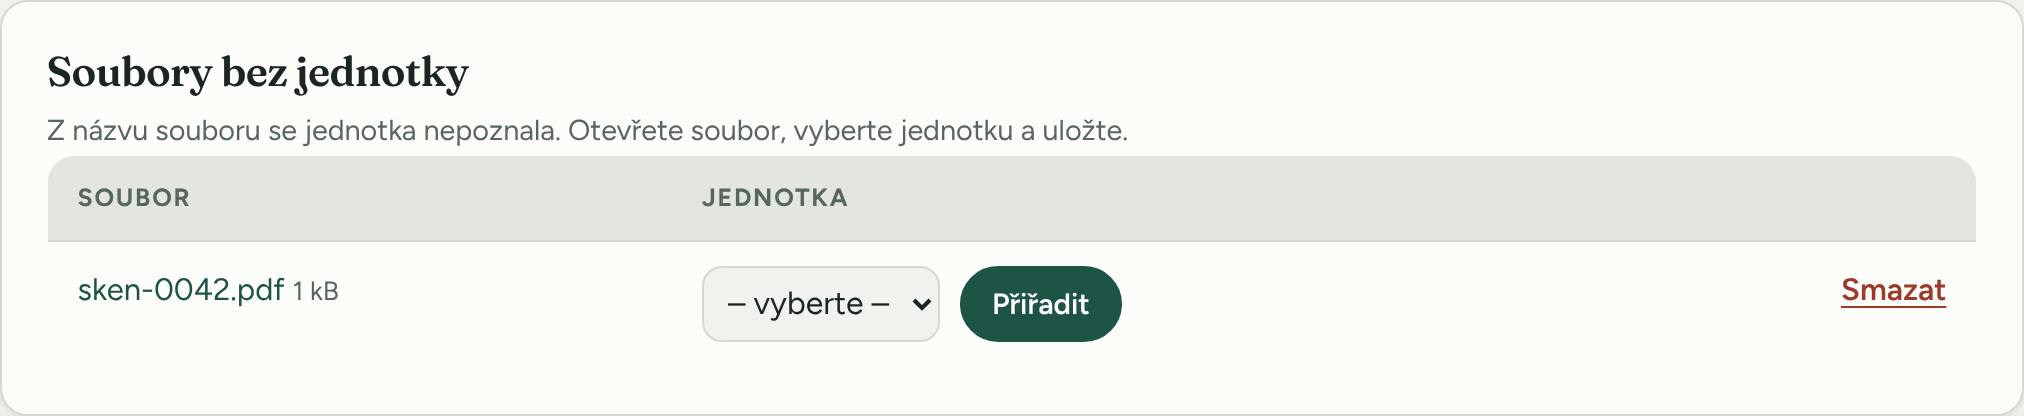 Soubory bez jednotky
Z názvu souboru se jednotka nepoznala. Otevřete soubor, vyberte jednotku a uložte.
SOUBOR JEDNOTKA
sken-0042.pdf 1 kB – vyberte – Přiřadit Smazat